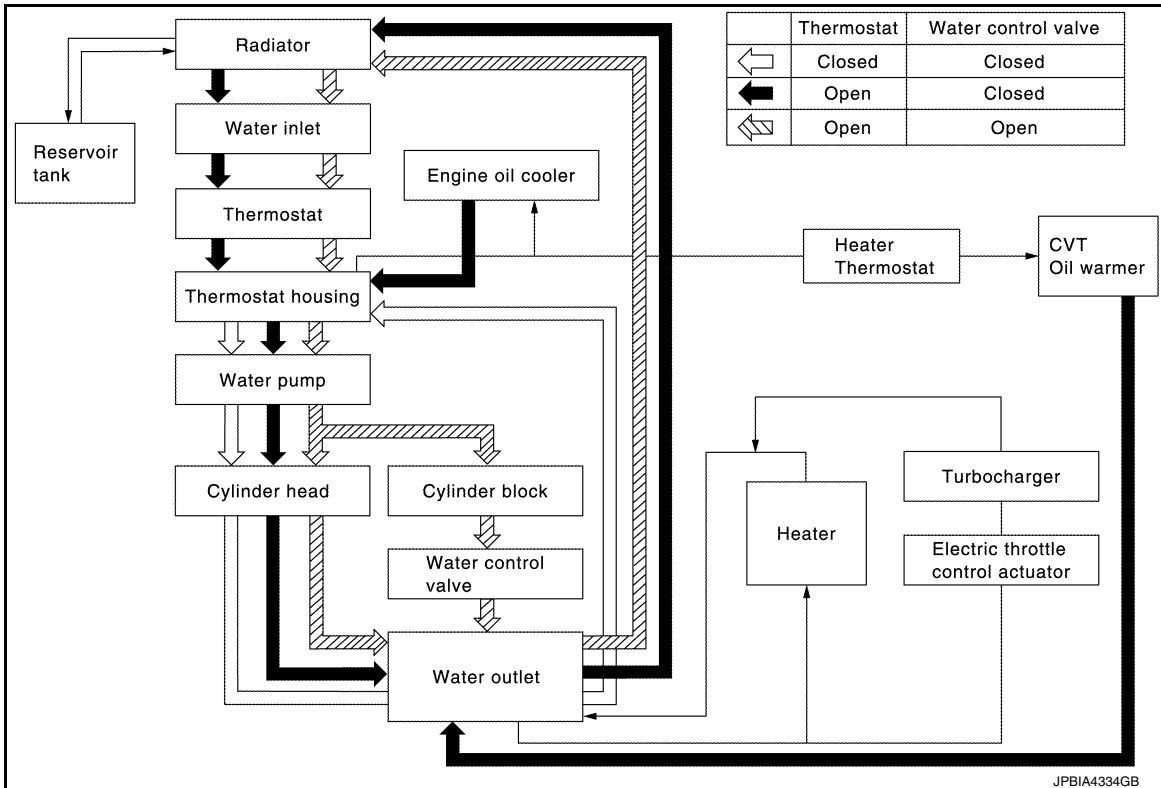 Radiator
Thermostat Water control valve
Closed Closed
Open Closed
Open Open
Water inlet
Reservoir
tank
Engine oil cooler
Thermostat
Heater
Thermostat
CVT
Oil warmer
Thermostat housing
Water pump
Cylinder head
Cylinder block
Turbocharger
Heater
Electric throttle
control actuator
Water control
valve
Water outlet
JPBIA4334GB